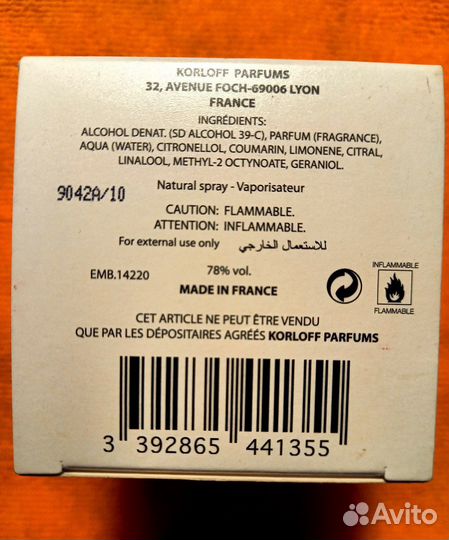 KORLOFF PARFUMS
32, AVENUE FOCH-69006 LYON
FRANCE
INGRÉDIENTS:
ALCOHOL DENAT. (SD ALCOHOL 39-C), PARFUM (FRAGRANCE),
AQUA (WATER), CITRONELLOL, COUMARIN, LIMONENE, CITRAL,
LINALOOL, METHYL-2 OCTYNOATE, GERANIOL.
Natural spray - Vaporisateur
9042A/10
CAUTION: FLAMMABLE.
ATTENTION: INFLAMMABLE.
For external use only للاستعمال الخارجي
EMB.14220
78% vol.
MADE IN FRANCE
INFLAMMABLE
FLAMMABLE
CET ARTICLE NE PEUT ÊTRE VENDU
QUE PAR LES DÉPOSITAIRES AGRÉÉS KORLOFF PARFUMS
3 392865 441355
Avito